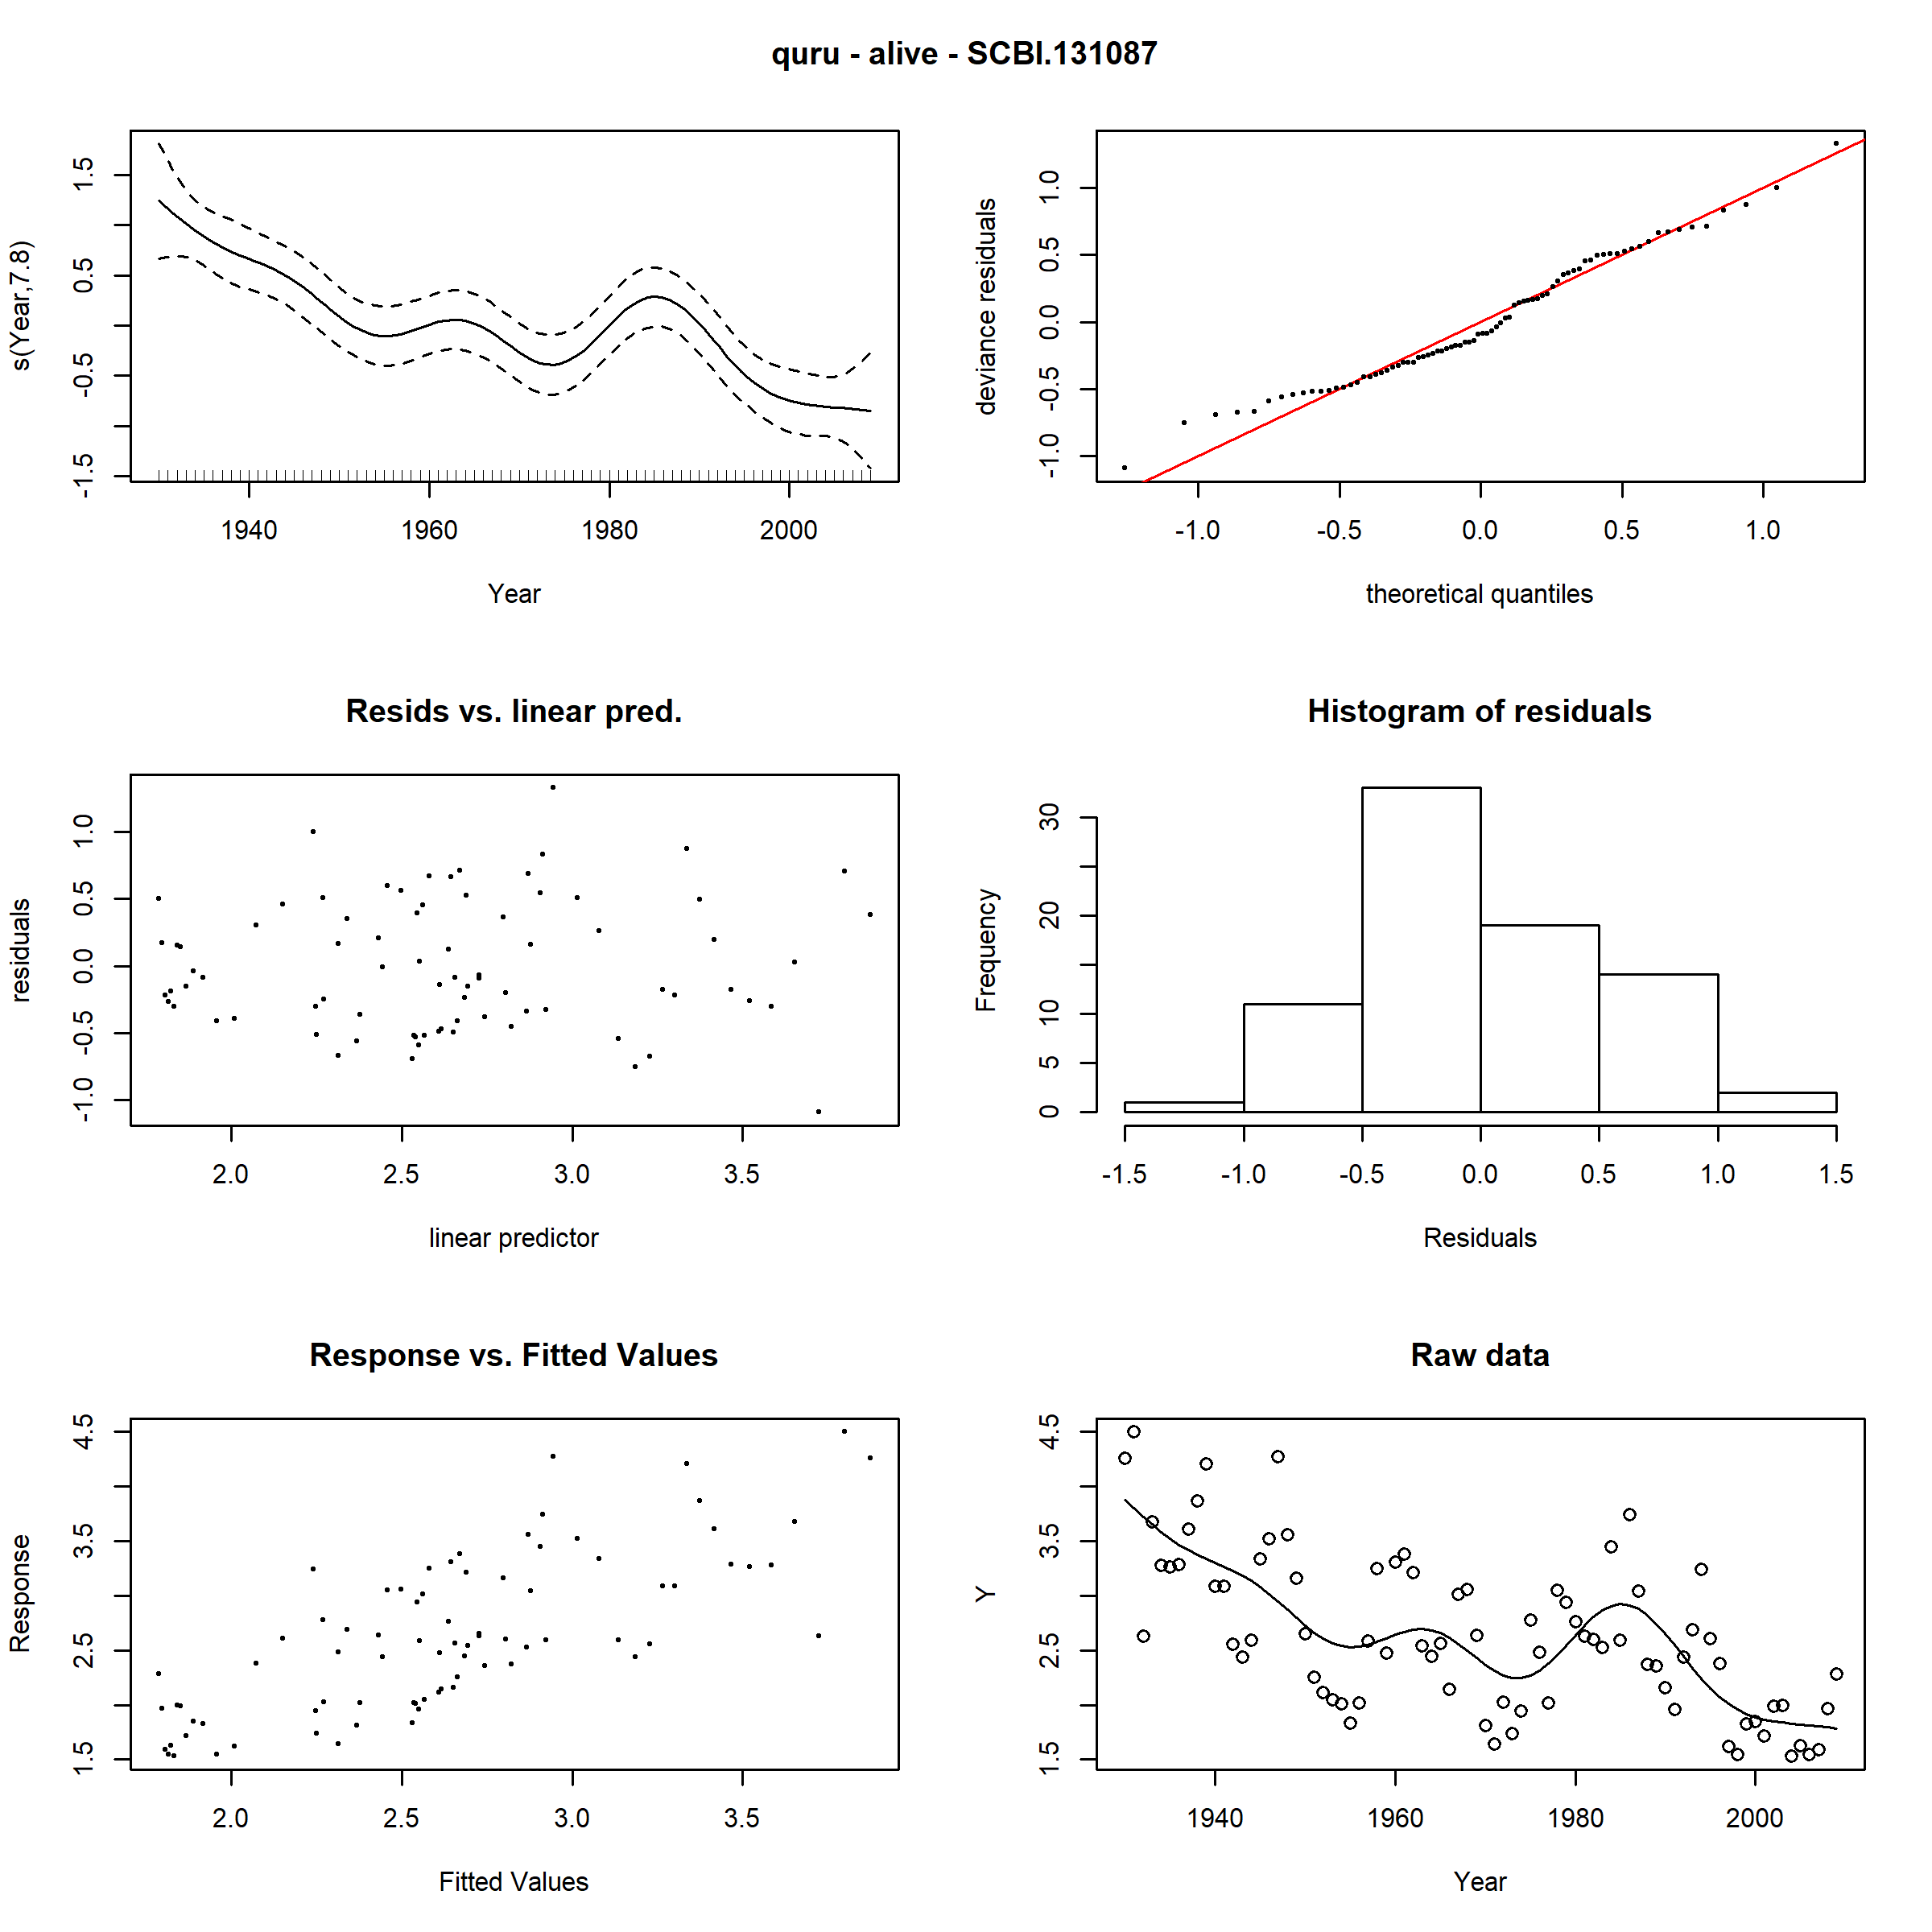 quru - alive - SCBI.131087
s(Year,7.8)
1.5
0.5
-0.5
-1.5
1940 1960 1980 2000
Year
deviance residuals
1.0
0.5
0.0
-0.5
-1.0
-1.0 -0.5 0.0 0.5 1.0
theoretical quantiles
Resids vs. linear pred.
residuals
1.0
0.5
0.0
-0.5
-1.0
2.0 2.5 3.0 3.5
linear predictor
Histogram of residuals
Frequency
30
20
10
5
0
-1.5 -1.0 -0.5 0.0 0.5 1.0 1.5
Residuals
Response vs. Fitted Values
Response
4.5
3.5
2.5
1.5
2.0 2.5 3.0 3.5
Fitted Values
Raw data
Y
4.5
3.5
2.5
1.5
1940 1960 1980 2000
Year